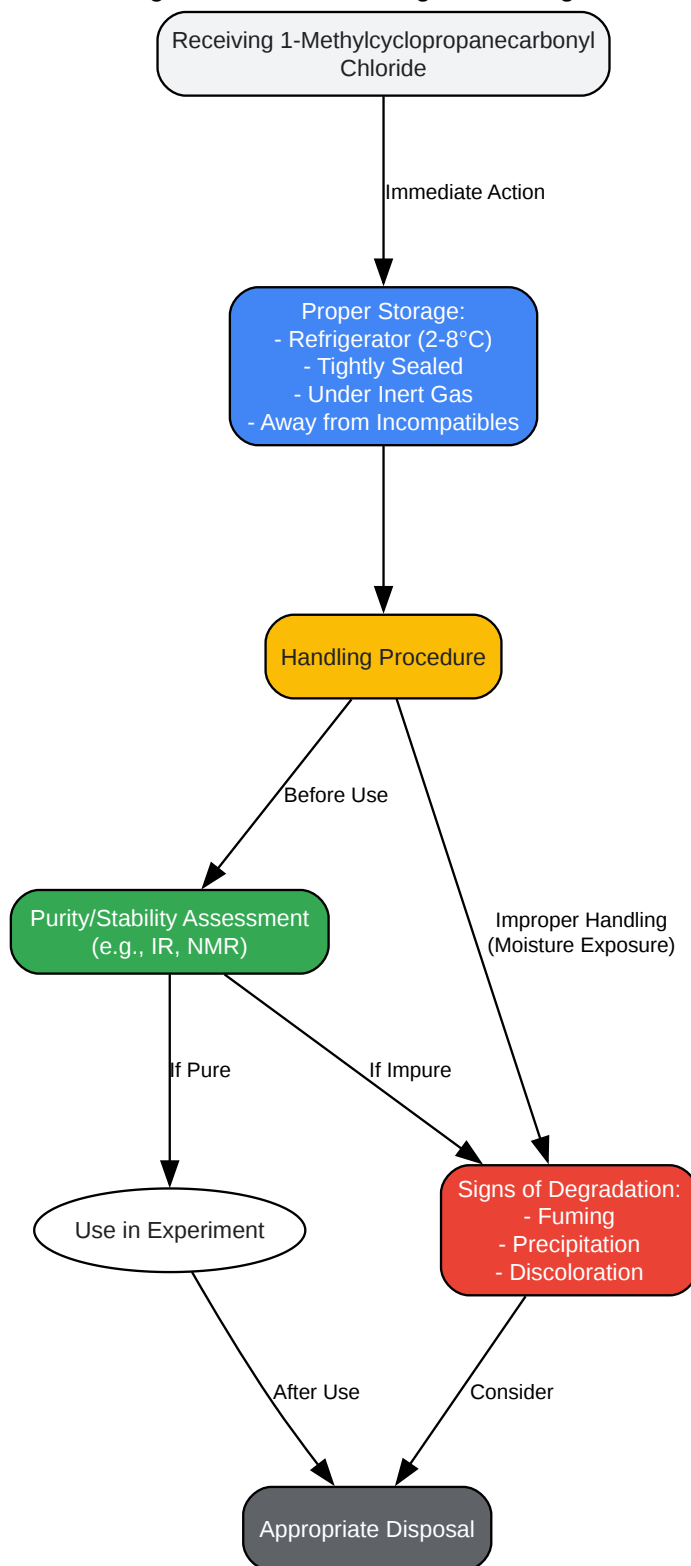 Receiving 1-Methylcyclopropanecarbonyl
Chloride
Immediate Action
Proper Storage:
- Refrigerator (2-8°C)
- Tightly Sealed
- Under Inert Gas
- Away from Incompatibles
Handling Procedure
Before Use
Improper Handling
(Moisture Exposure)
Purity/Stability Assessment
(e.g., IR, NMR)
If Pure
If Impure
Use in Experiment
Signs of Degradation:
- Fuming
- Precipitation
- Discoloration
After Use
Consider
Appropriate Disposal